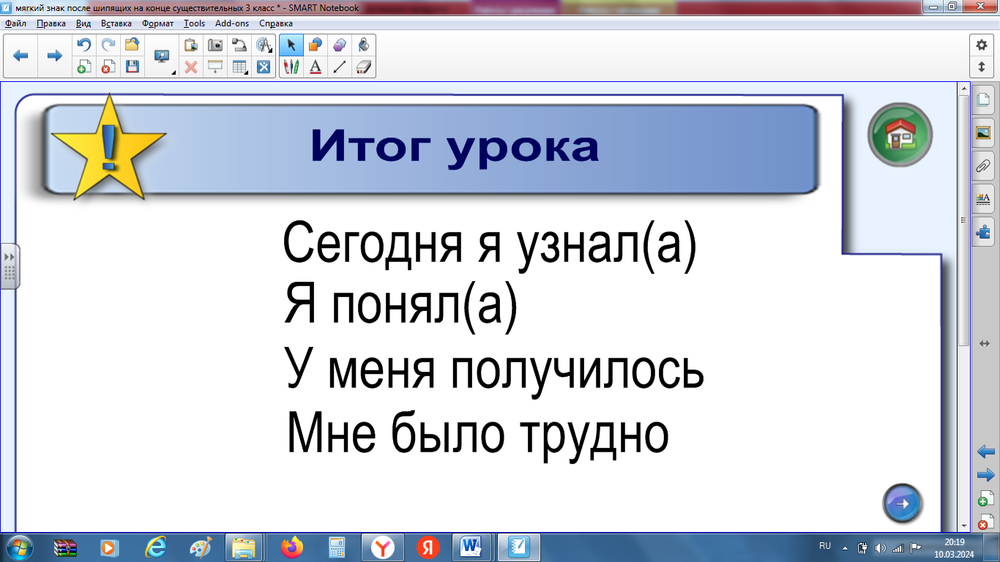 мягкий знак после шипящих на конце существительных 3 класс * - SMART Notebook
Файл Правка Вид Вставка Формат Tools Add-ons Справка
!
Итог урока
Сегодня я узнал(а)
Я понял(а)
У меня получилось
Мне было трудно
RU
20:19
10.03.2024